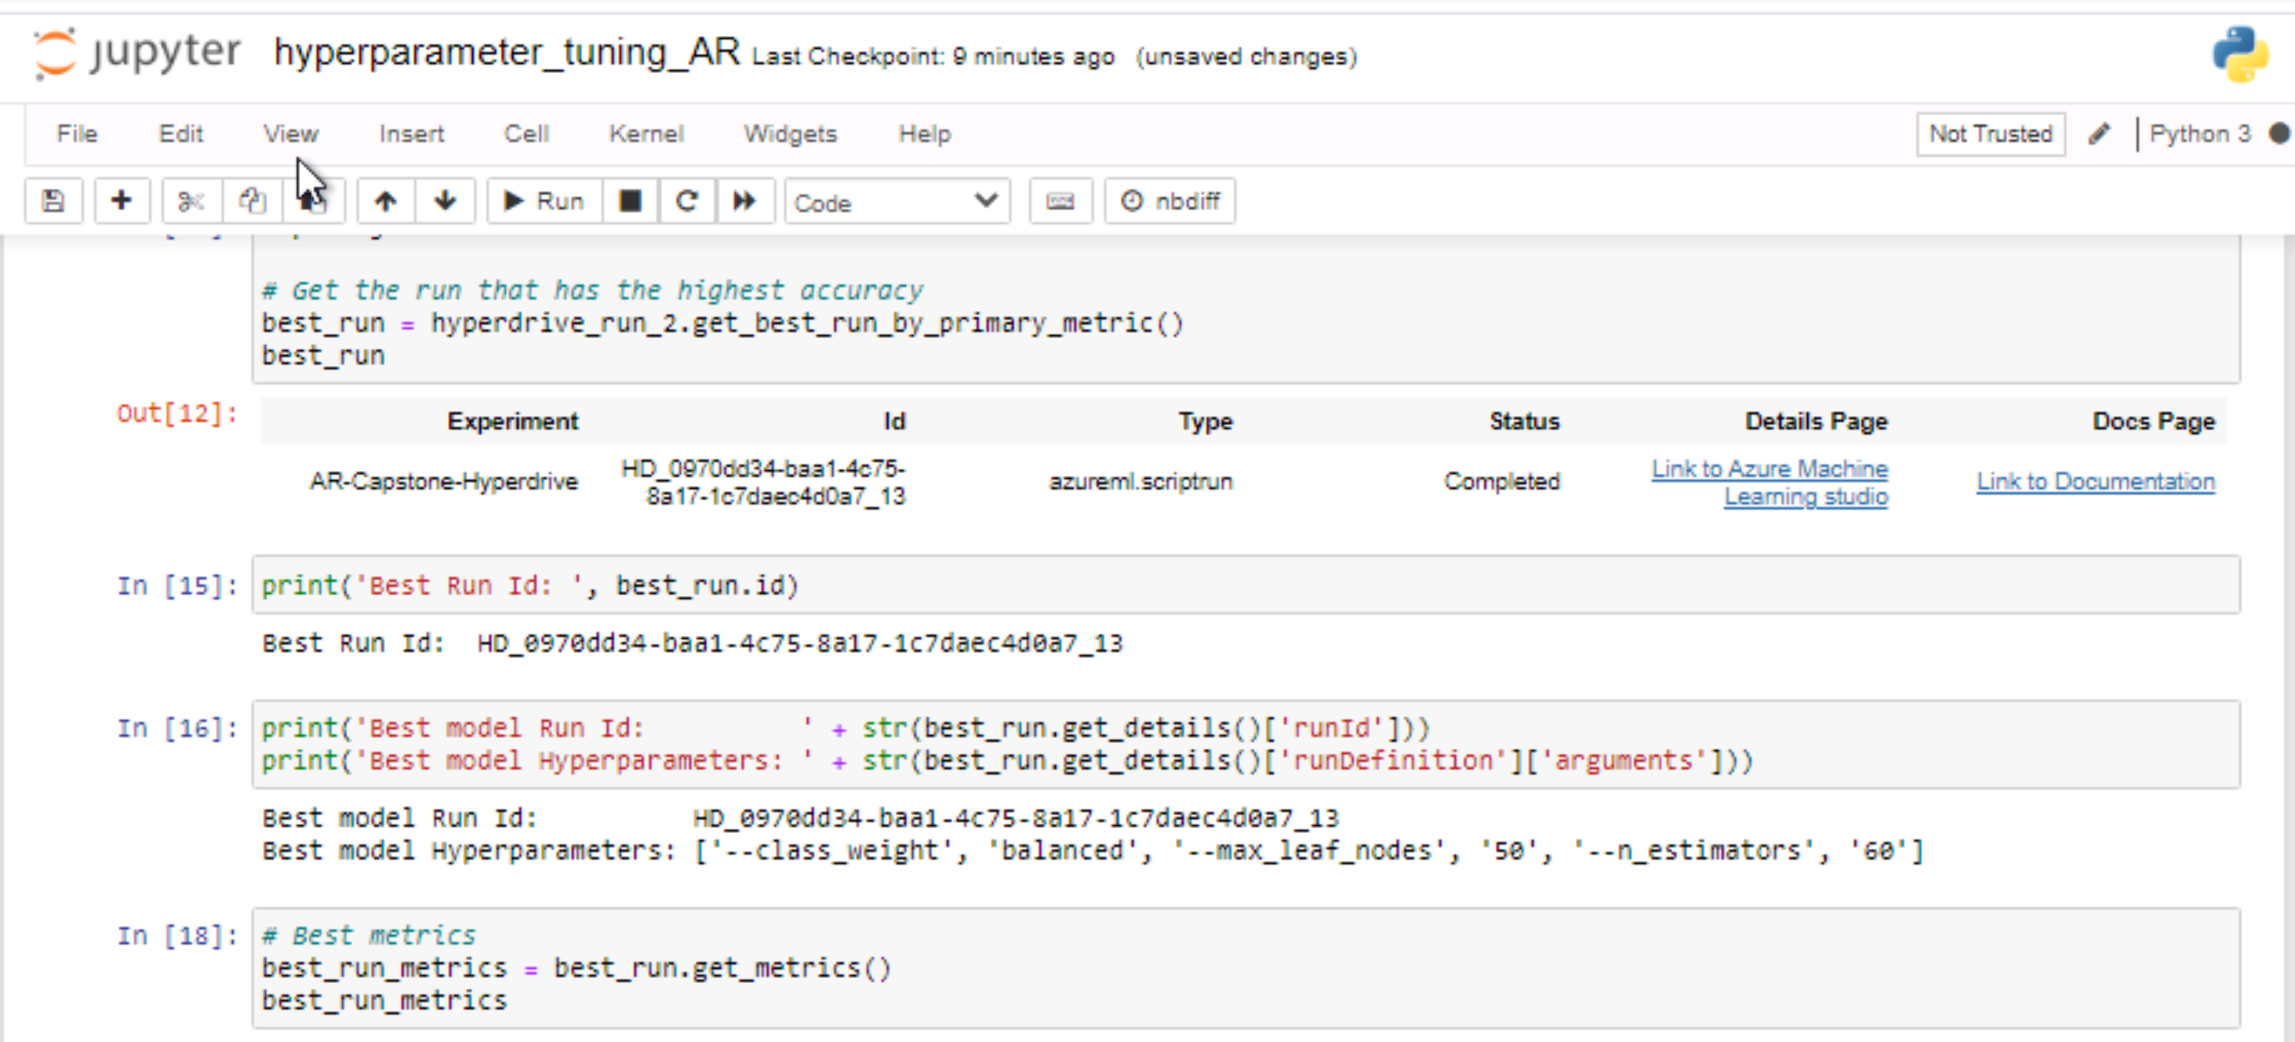 jupyter hyperparameter_tuning_AR Last Checkpoint: 9 minutes ago (unsaved changes)
File Edit View Insert Cell Kernel Widgets Help Not Trusted Python 3
Run Code nbdiff
# Get the run that has the highest accuracy
best_run = hyperdrive_run_2.get_best_run_by_primary_metric()
best_run
Out[12]: Experiment Id Type Status Details Page Docs Page
AR-Capstone-Hyperdrive HD_0970dd34-baa1-4c75-8a17-1c7daec4d0a7_13 azureml.scriptrun Completed Link to Azure Machine Learning studio Link to Documentation
In [15]: print('Best Run Id: ', best_run.id)
Best Run Id:  HD_0970dd34-baa1-4c75-8a17-1c7daec4d0a7_13
In [16]: print('Best model Run Id:          ' + str(best_run.get_details()['runId']))
print('Best model Hyperparameters: ' + str(best_run.get_details()['runDefinition']['arguments']))
Best model Run Id:          HD_0970dd34-baa1-4c75-8a17-1c7daec4d0a7_13
Best model Hyperparameters: ['--class_weight', 'balanced', '--max_leaf_nodes', '50', '--n_estimators', '60']
In [18]: # Best metrics
best_run_metrics = best_run.get_metrics()
best_run_metrics